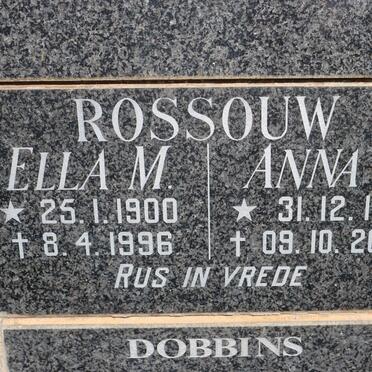 ROSSOUW
ELLA M. ANNA
★ 25.1.1900 ★ 31.12.1
✝ 8.4.1996 ✝ 09.10.20
RUS IN VREDE
DOBBINS